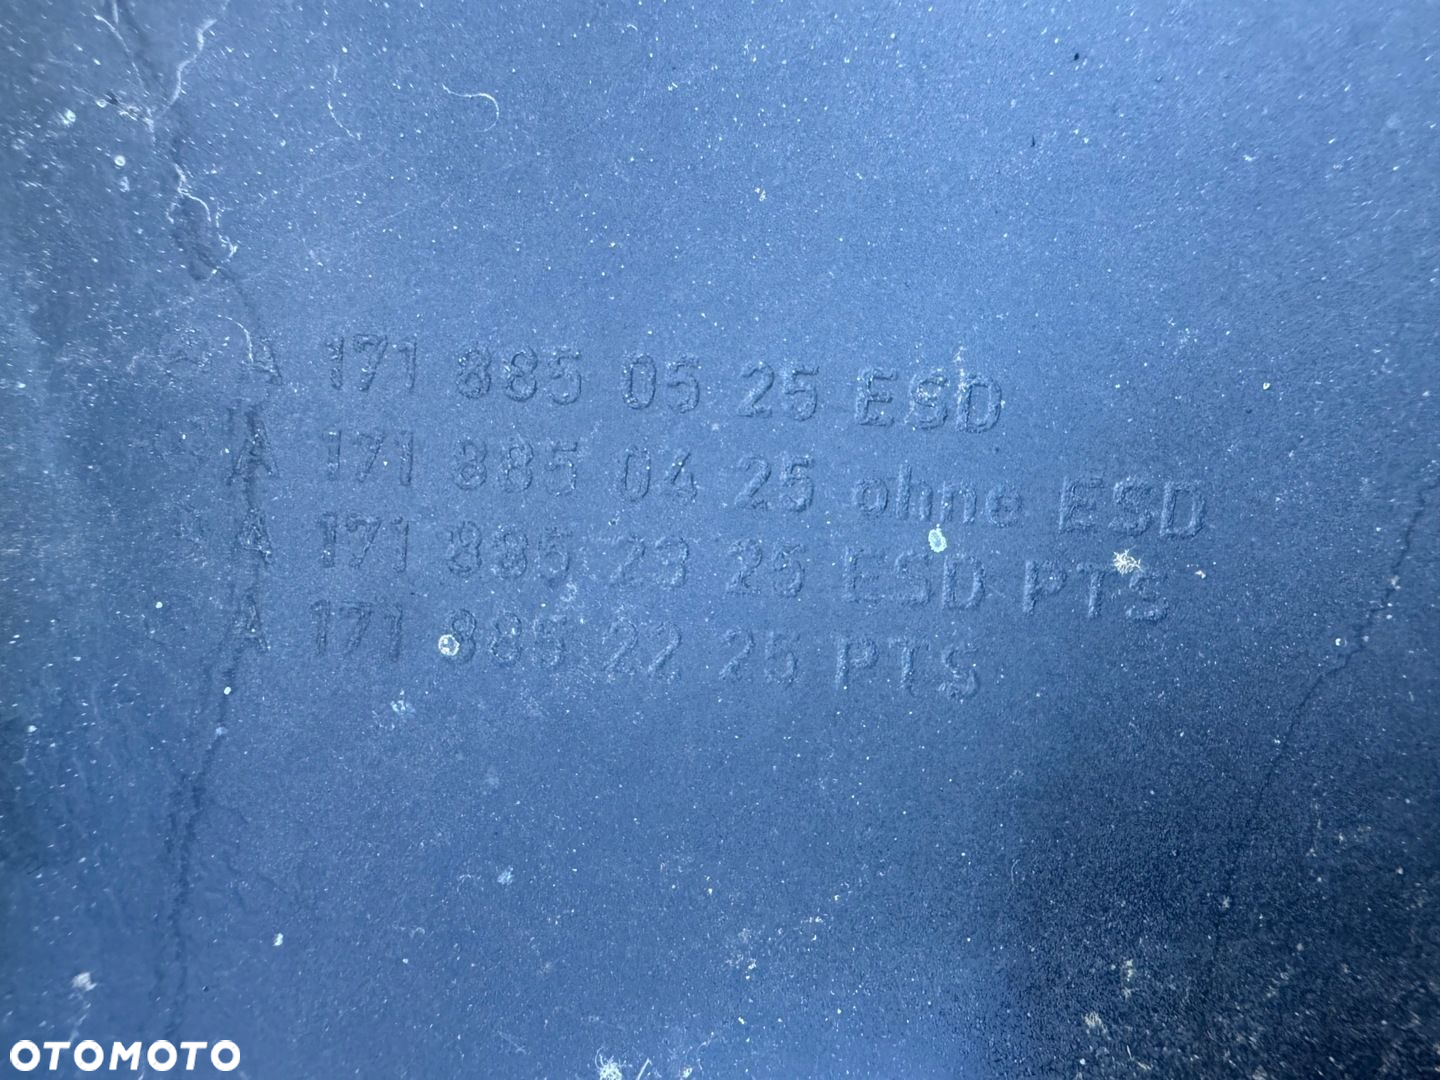 A 171 885 05 25 ESD
A 171 885 04 25 ohne ESD
A 171 885 23 25 ESD PTS
A 171 885 22 25 PTS
OTOMOTO